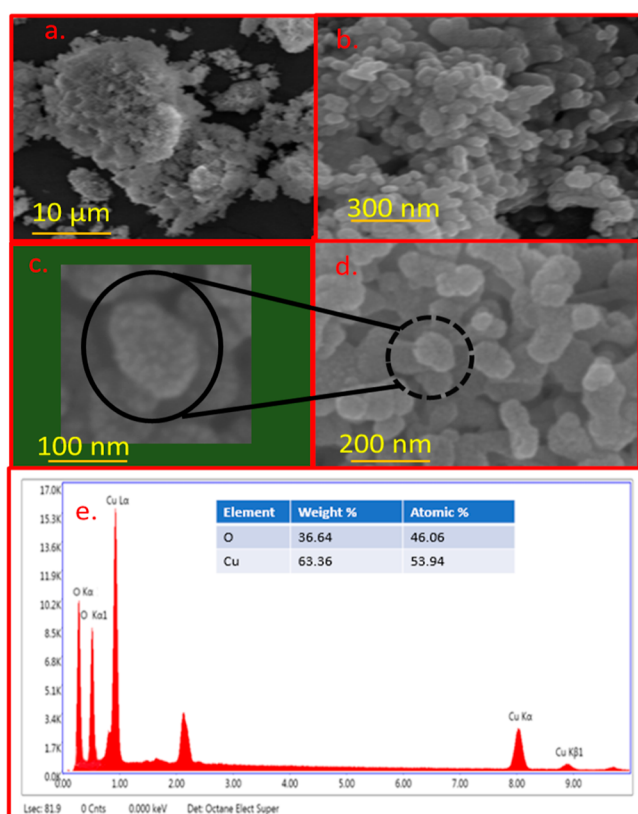 a.
b.
10 µm
300 nm
c.
d.
100 nm
200 nm
e.
17.0K
Cu Lα
15.3K
13.6K
11.9K
10.2K
8.5K
6.8K
5.1K
3.4K
1.7K
0.0K
Element Weight % Atomic %
O 36.64 46.06
Cu 63.36 53.94
O Kα
O Kα1
Cu Kα
Cu Kβ1
0.00 1.00 2.00 3.00 4.00 5.00 6.00 7.00 8.00 9.00
Lsec: 81.9 0 Cnts 0.000 keV Det: Octane Elect Super